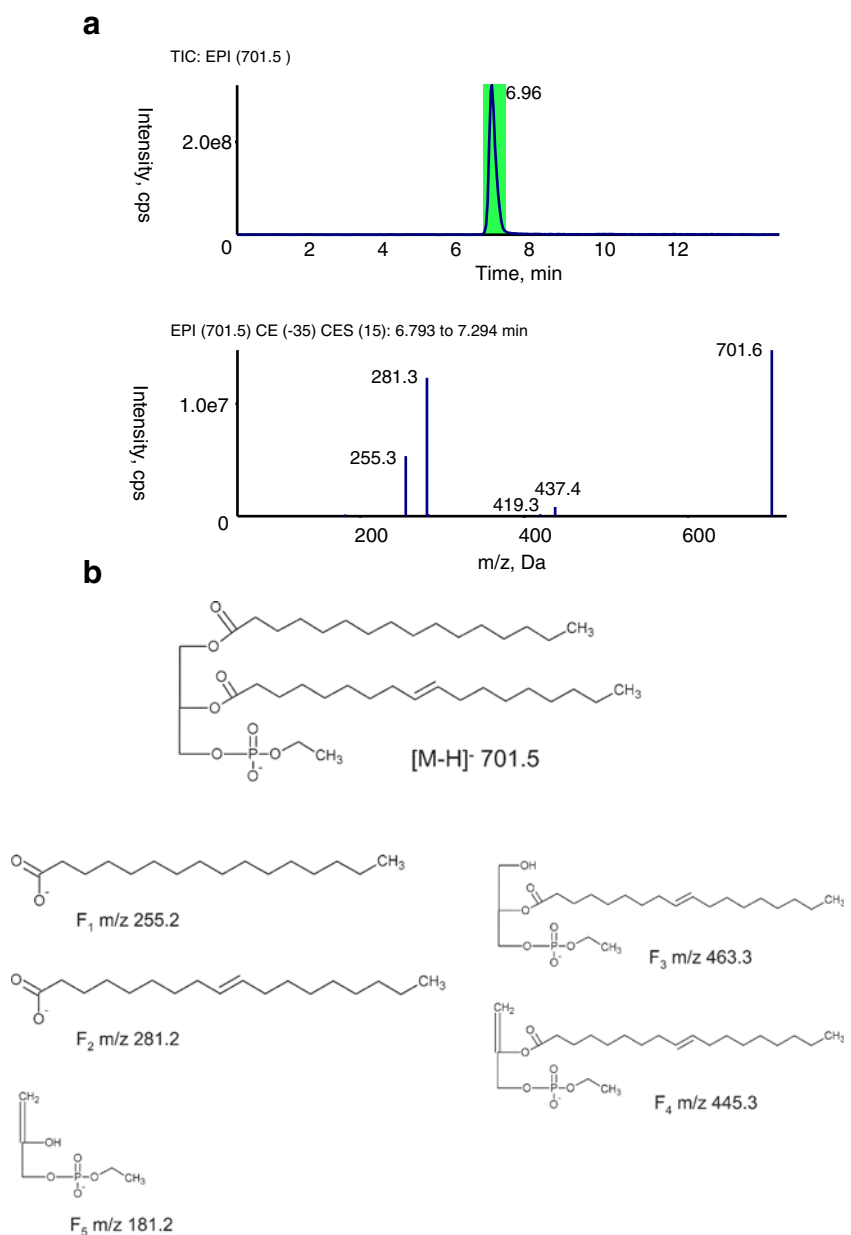 a
TIC: EPI (701.5 )
Intensity, cps
6.96
2.0e8
0
2 4 6 8 10 12
Time, min
EPI (701.5) CE (-35) CES (15): 6.793 to 7.294 min
Intensity, cps
701.6
281.3
1.0e7
255.3
437.4
419.3
0
200 400 600
m/z, Da
b
O
O
CH3
O
O
CH3
O
O P O CH3
O-
[M-H]- 701.5
O
O-
CH3
F1 m/z 255.2
O
O-
CH3
F2 m/z 281.2
CH2
OH
O
O P O CH3
O-
F5 m/z 181.2
OH
O
O
CH3
O
O P O CH3
O-
F3 m/z 463.3
CH2
O
O
CH3
O
O P O CH3
O-
F4 m/z 445.3